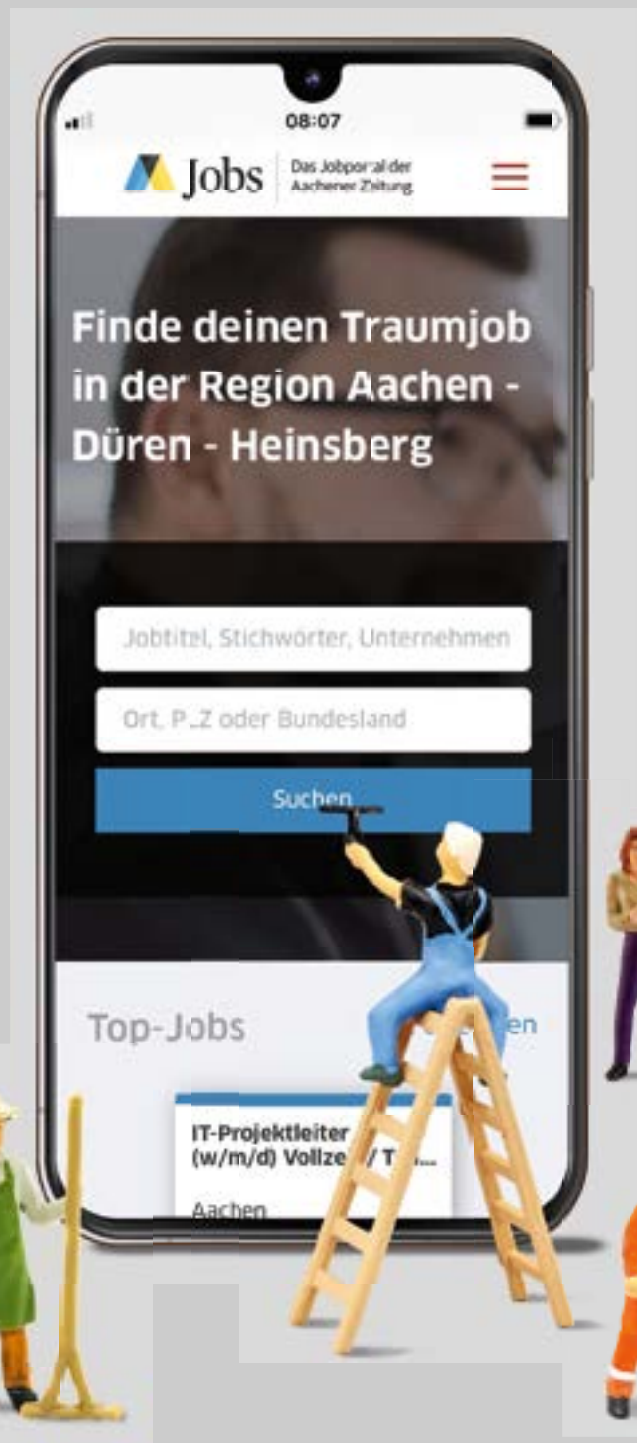 08:07
Jobs
Das Jobportal der
Aachener Zeitung
Finde deinen Traumjob
in der Region Aachen -
Düren - Heinsberg
Jobtitel, Stichwörter, Unternehmen
Ort, PLZ oder Bundesland
Suchen
Top-Jobs
IT-Projektleiter
(w/m/d)
Aachen